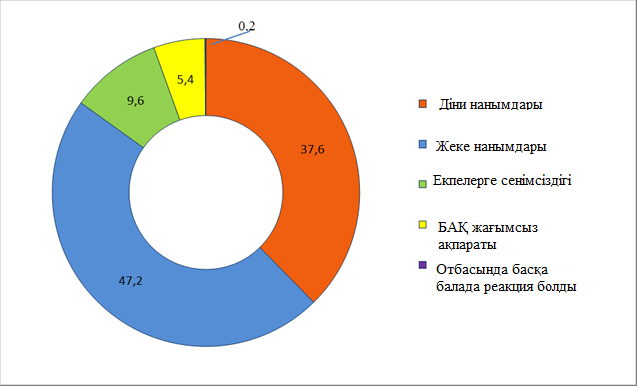 0,2
5,4
9,6
37,6
47,2
Діни нанымдары
Жеке нанымдары
Екпелерге сенімсіздігі
БАҚ жағымсыз
ақпараты
Отбасында басқа
балада реакция болды